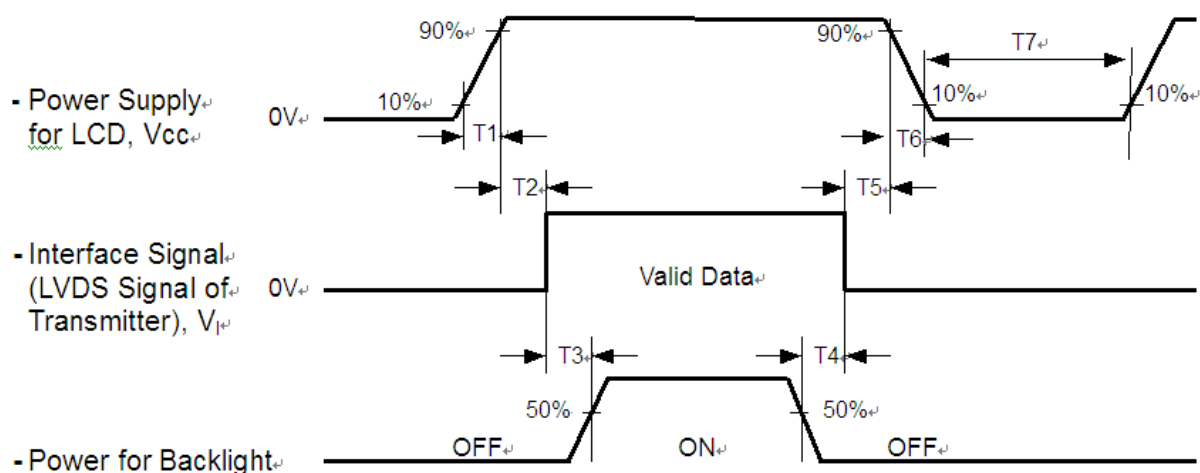 90%
90%
T7
10%
10%
10%
- Power Supply
for LCD, Vcc
0V
T1
T6
T2
T5
- Interface Signal
(LVDS Signal of
Transmitter), VI
0V
Valid Data
T3
T4
50%
50%
OFF
ON
OFF
- Power for Backlight